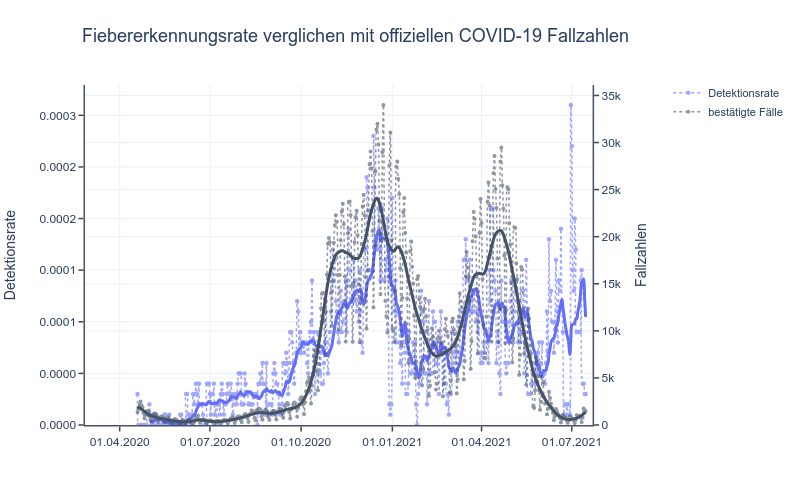 Fiebererkennungsrate verglichen mit offiziellen COVID-19 Fallzahlen
Detektionsrate
bestätigte Fälle
Detektionsrate
0.0003
0.0002
0.0002
0.0001
0.0001
0.0000
0.0000
35k
30k
25k
20k
15k
10k
5k
0
Fallzahlen
01.04.2020
01.07.2020
01.10.2020
01.01.2021
01.04.2021
01.07.2021